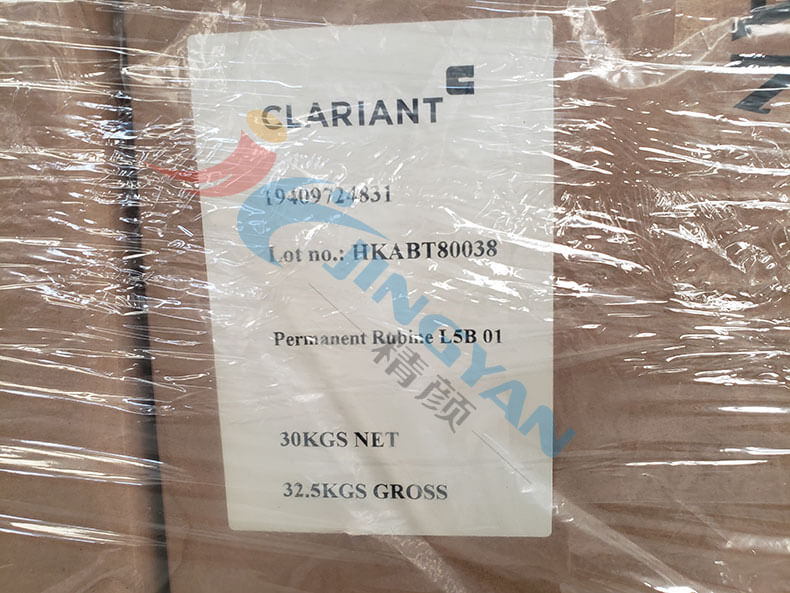 CLARIANT
19409724831
Lot no.: HKABT80038
JINGYAN
精颜
Permanent Rubine L5B 01
30KGS NET
32.5KGS GROSS